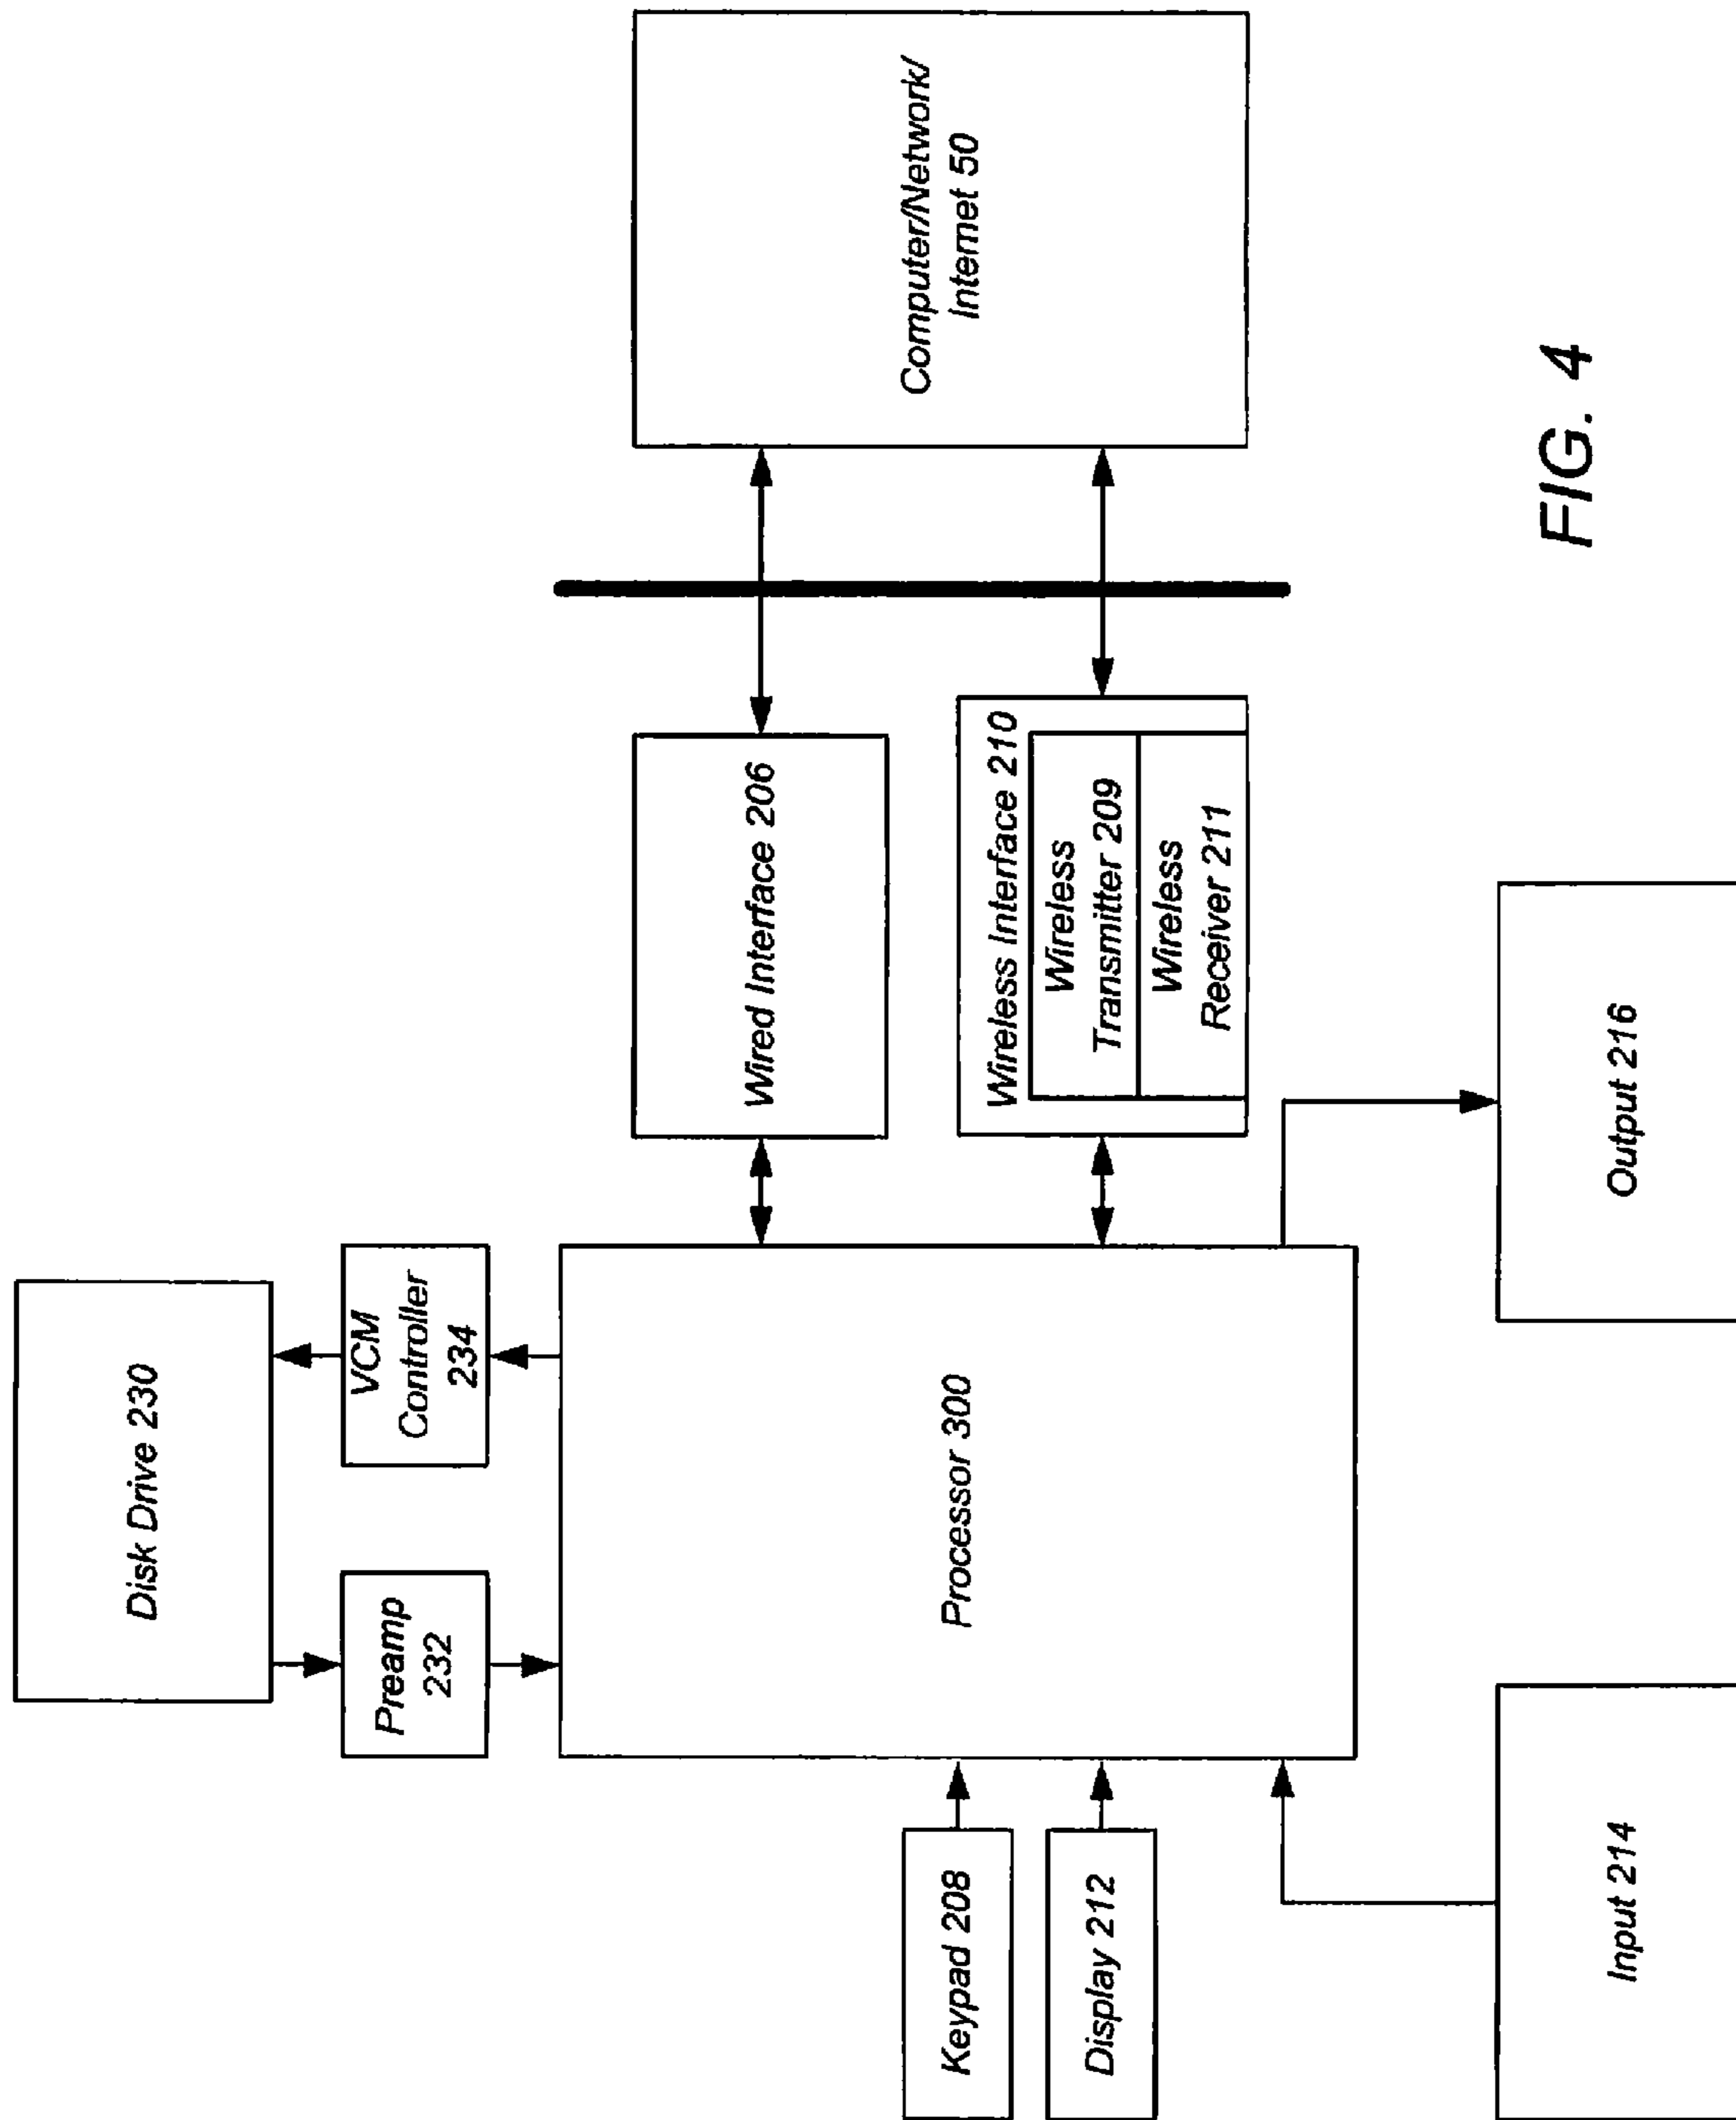 Disk Drive 230
Preamp
232
VCM
Controller
234
Keypad 208
Display 212
Processor 300
Wired Interface 206
Wireless Interface 210
Wireless
Transmitter 209
Wireless
Receiver 211
Computer/Network/
Internet 50
Input 214
Output 216
FIG. 4